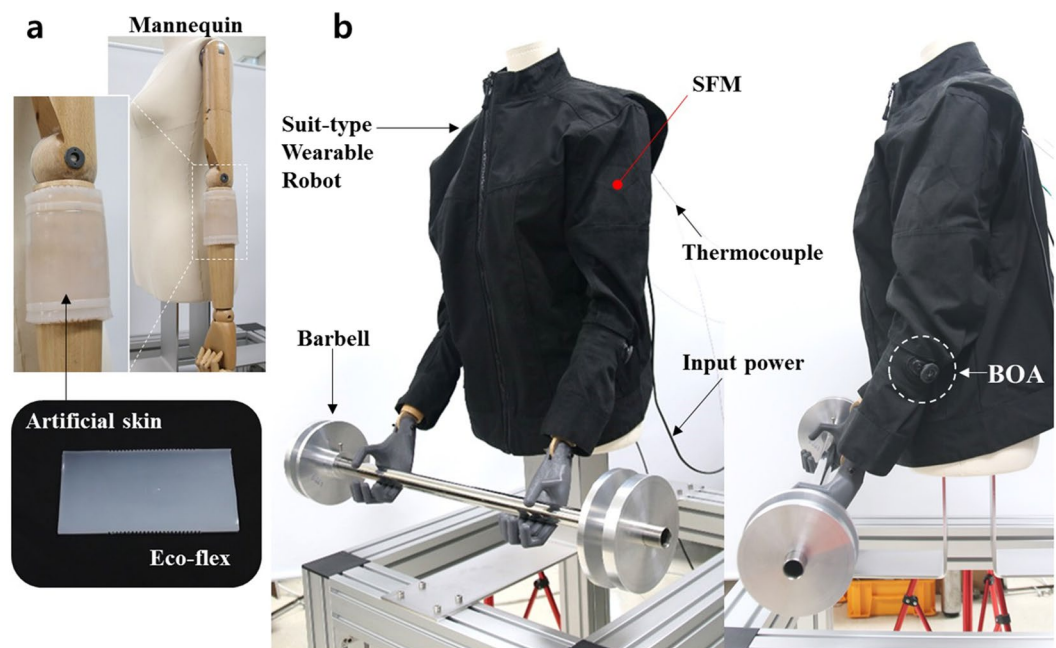 a
Mannequin
Artificial skin
Eco-flex
b
Suit-type
Wearable
Robot
SFM
Thermocouple
Barbell
Input power
BOA